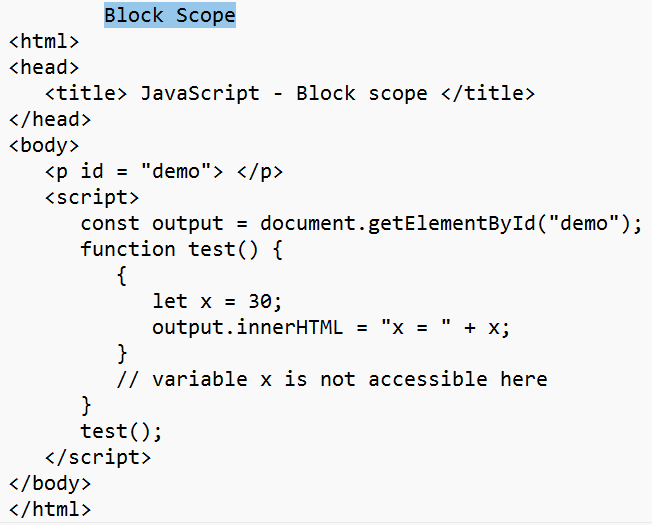 Block Scope
<html>
<head>
   <title> JavaScript - Block scope </title>
</head>
<body>
   <p id = "demo"> </p>
   <script>
      const output = document.getElementById("demo");
      function test() {
         {
            let x = 30;
            output.innerHTML = "x = " + x;
         }
         // variable x is not accessible here
      }
      test();
   </script>
</body>
</html>